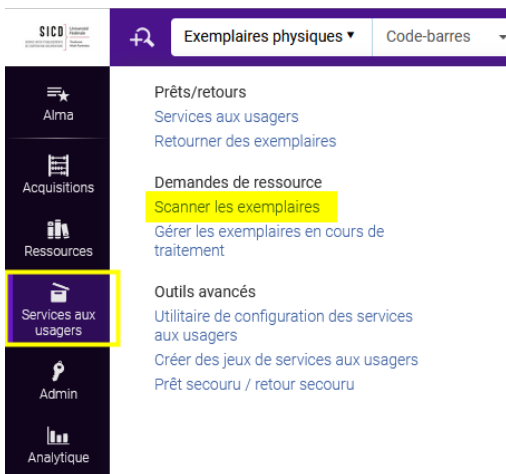 SICD
Université
Fédérale
Exemplaires physiques ▼
Code-barres
Alma
Acquisitions
Ressources
Services aux
usagers
Admin
Analytique
Prêts/retours
Services aux usagers
Retourner des exemplaires
Demandes de ressource
Scanner les exemplaires
Gérer les exemplaires en cours de
traitement
Outils avancés
Utilitaire de configuration des services
aux usagers
Créer des jeux de services aux usagers
Prêt secouru / retour secouru